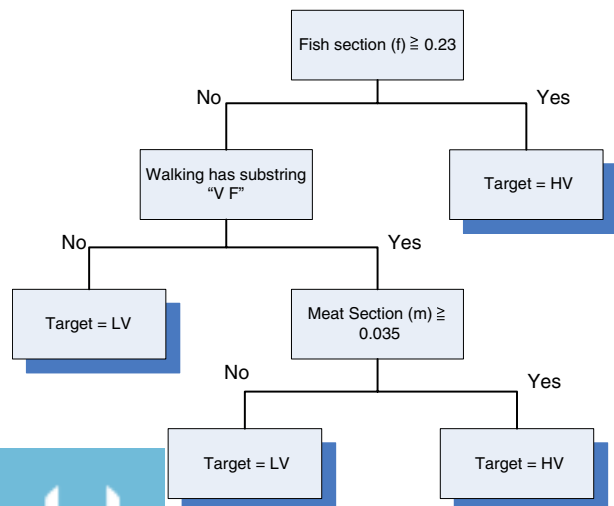 Fish section (f) ≧ 0.23
No
Yes
Walking has substring
“V F”
Target = HV
No
Yes
Target = LV
Meat Section (m) ≧
0.035
No
Yes
Target = LV
Target = HV